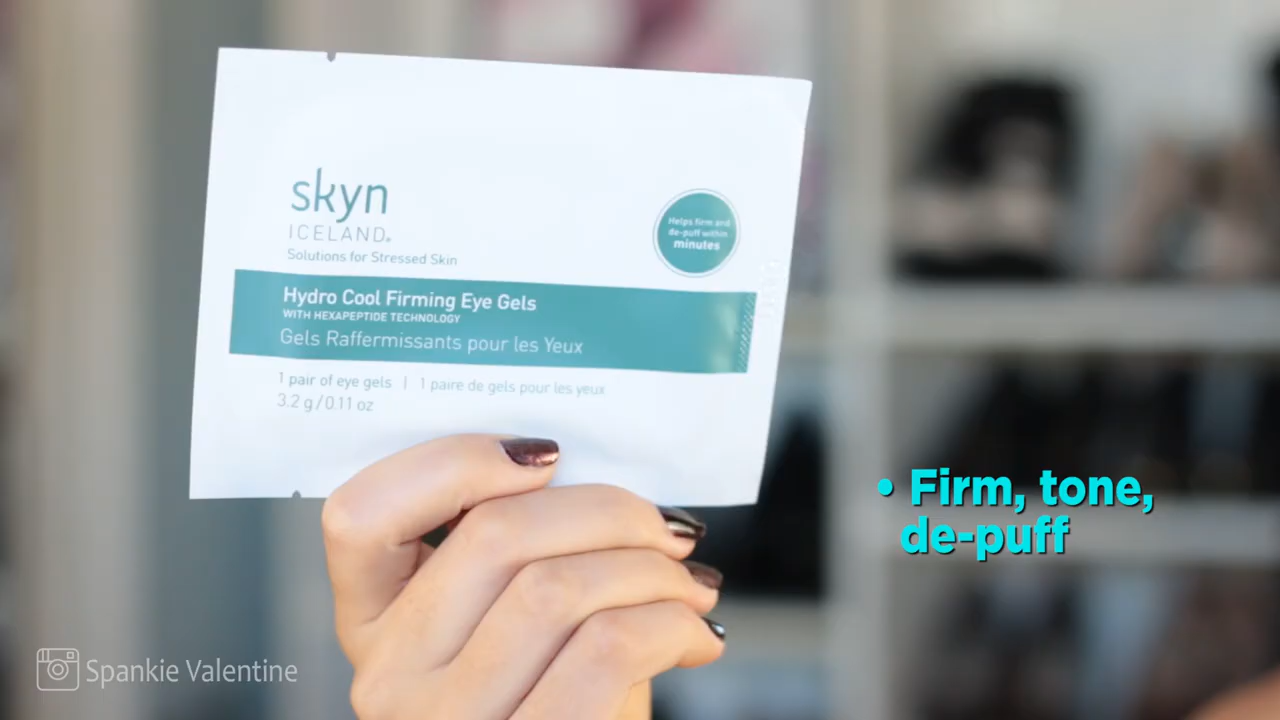 skyn
ICELAND®
Solutions for Stressed Skin
Helps firm and
de-puff within
minutes
Hydro Cool Firming Eye Gels
WITH HEXAPEPTIDE TECHNOLOGY
Gels Raffermissants pour les Yeux
1 pair of eye gels | 1 paire de gels pour les yeux
3.2 g/0.11 oz
• Firm, tone,
de-puff
Spankie Valentine